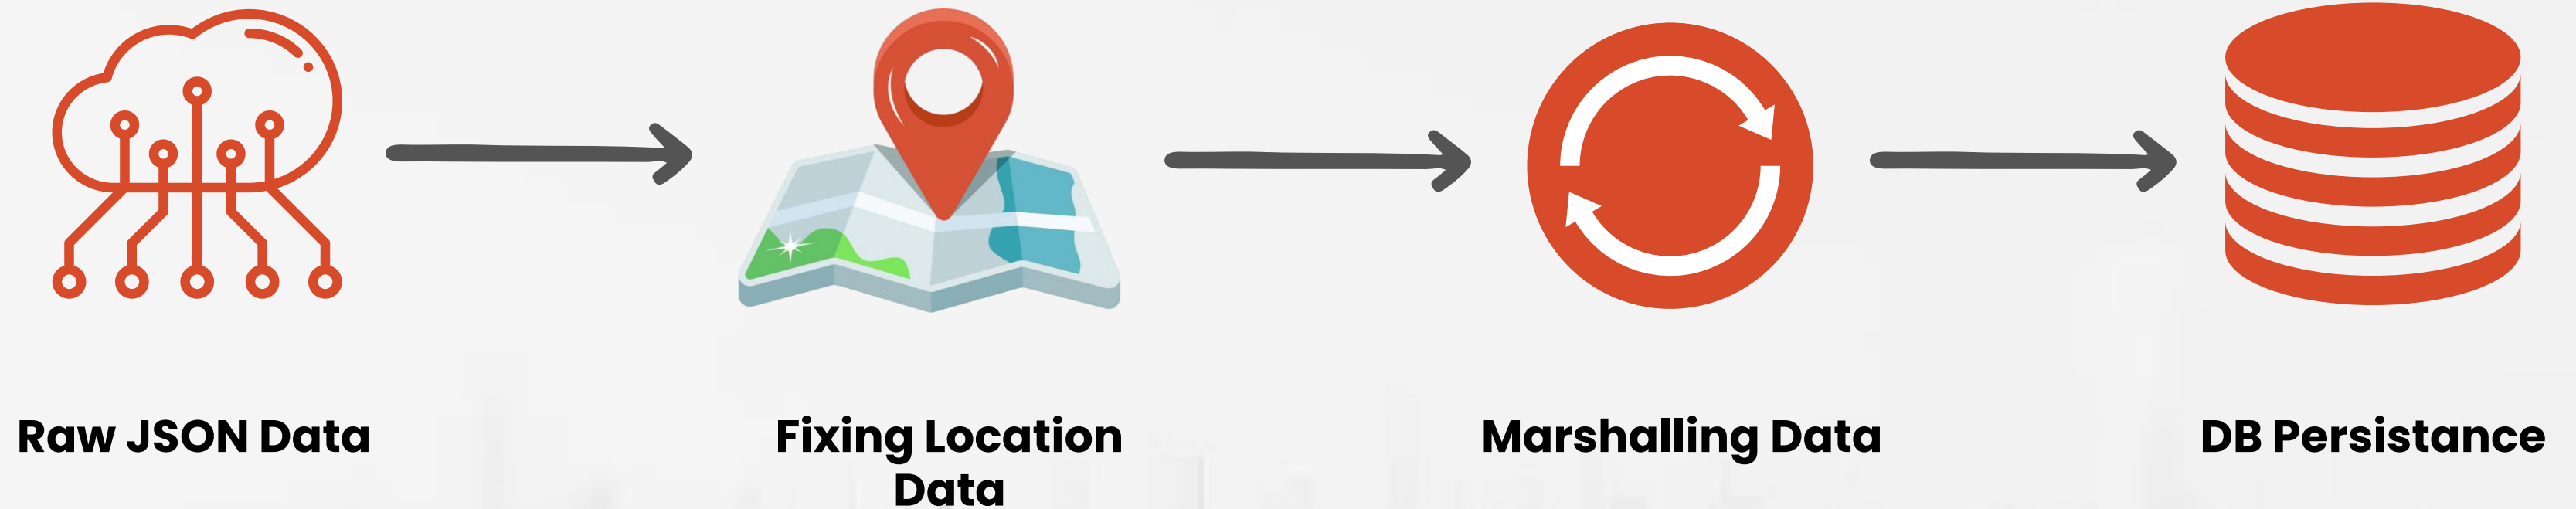 Raw JSON Data
Fixing Location
Data
Marshalling Data
DB Persistance